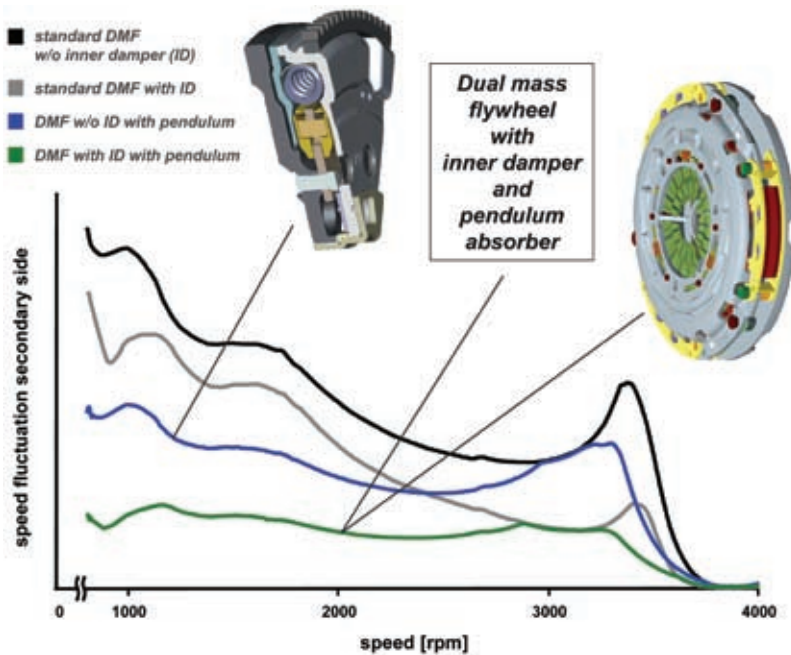 standard DMF
w/o inner damper (ID)
standard DMF with ID
DMF w/o ID with pendulum
DMF with ID with pendulum
Dual mass
flywheel
with
inner damper
and
pendulum
absorber
speed fluctuation secondary side
0 1000 2000 3000 4000
speed [rpm]